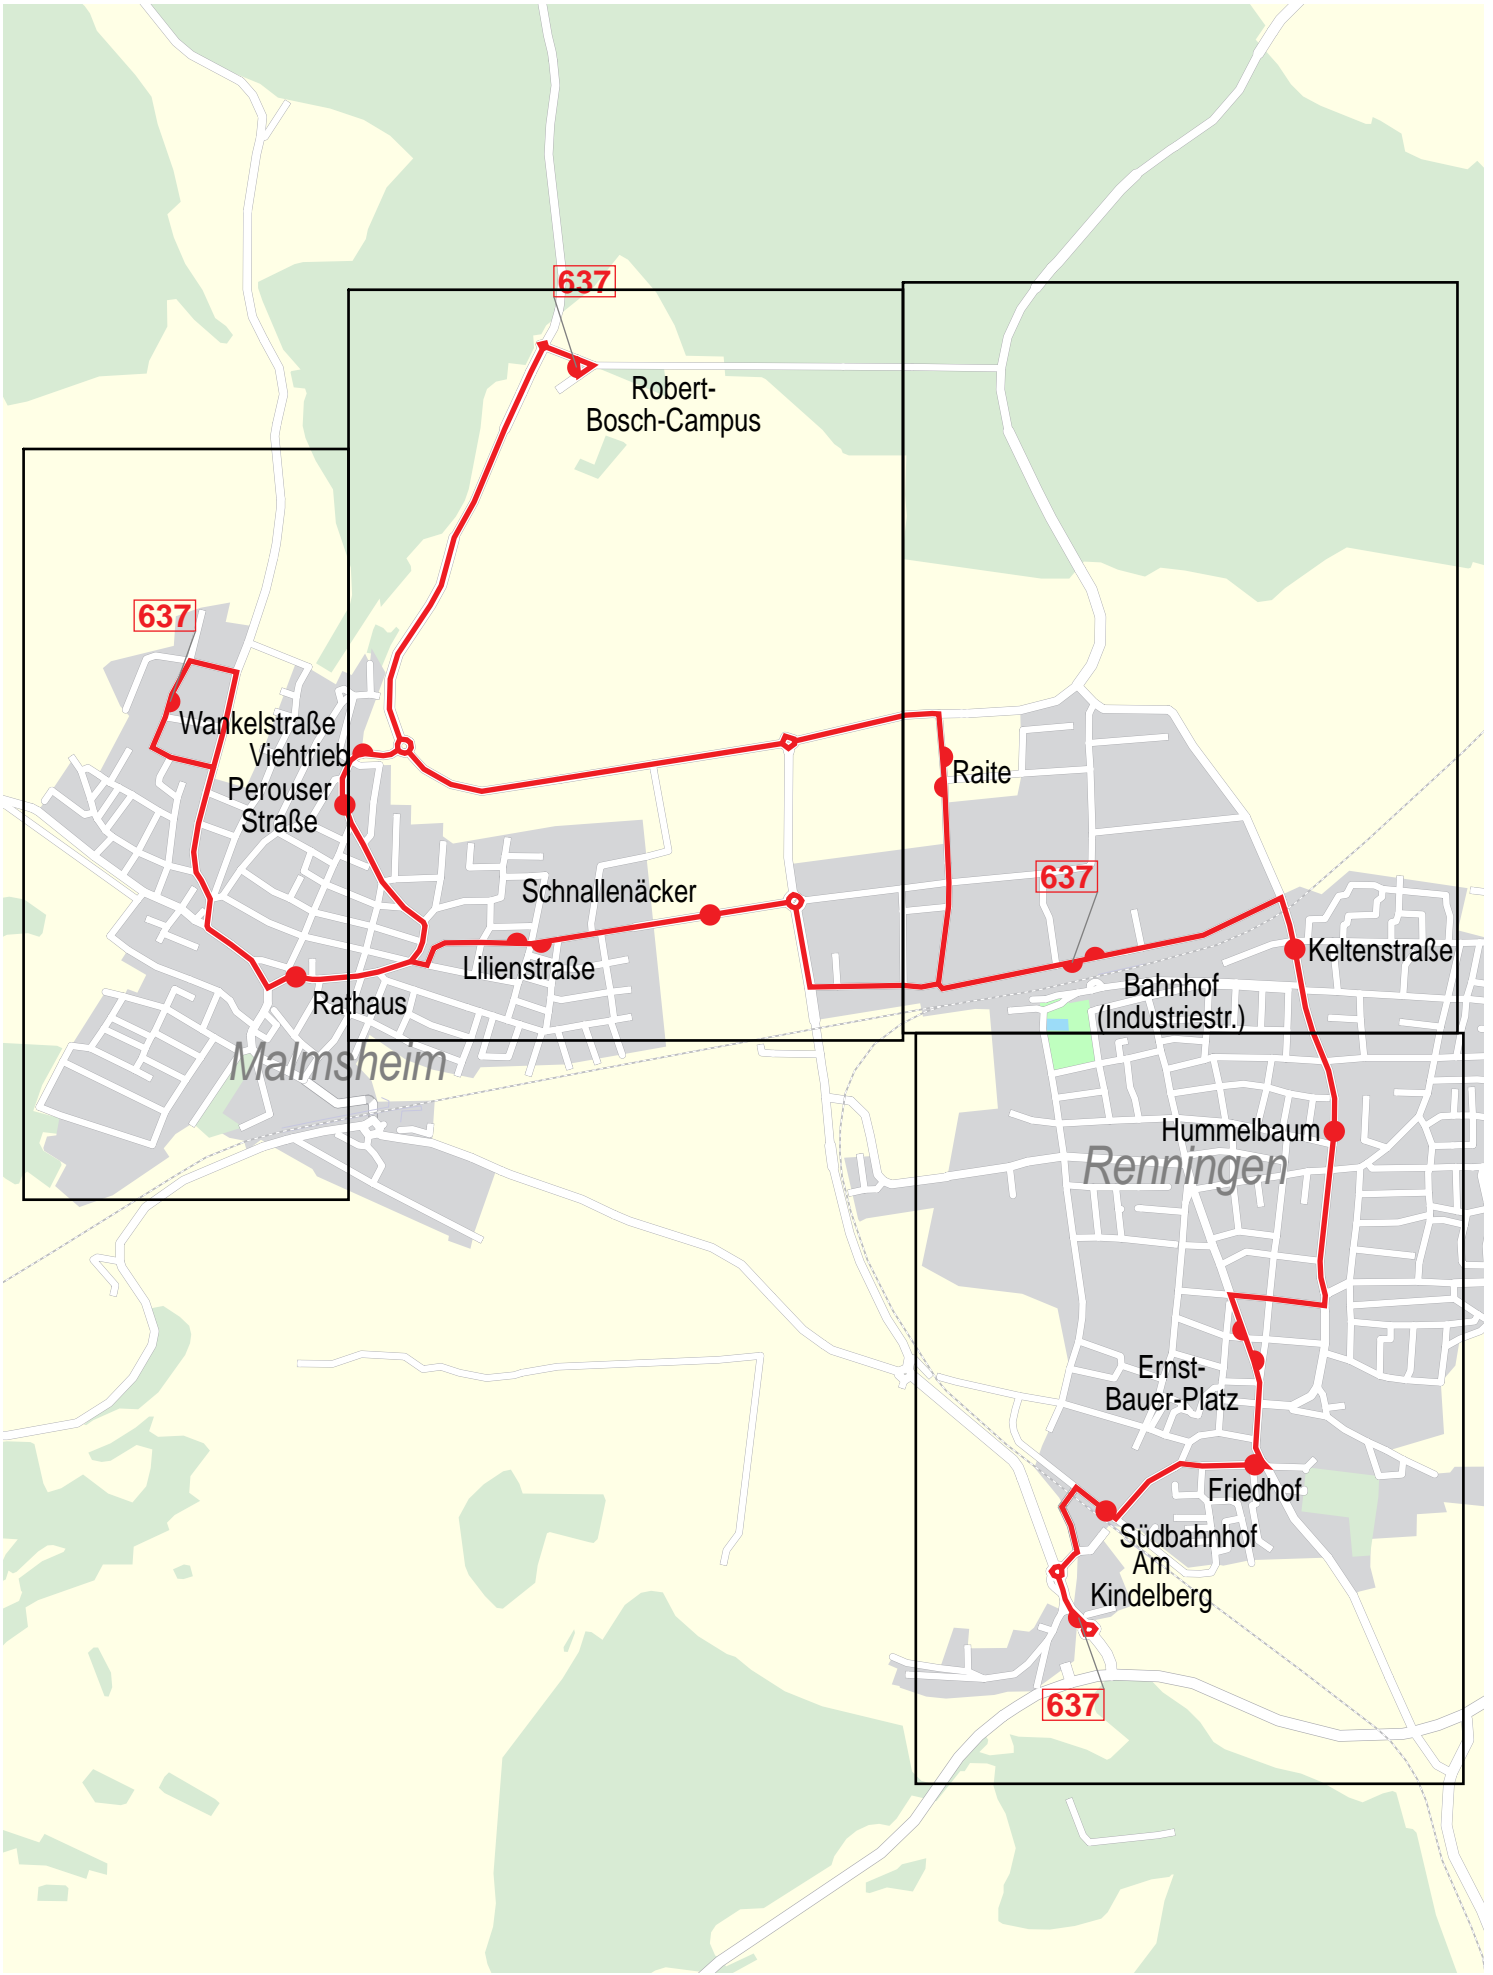 637
Robert-
Bosch-Campus
637
Wankelstraße
Viehtrieb
Perouser
Straße
Raite
637
Schnallenäcker
Lilienstraße
Keltenstraße
Rathaus
Bahnhof
(Industriestr.)
Malmsheim
Hummelbaum
Renningen
Ernst-
Bauer-Platz
Friedhof
Südbahnhof
Am
Kindelberg
637